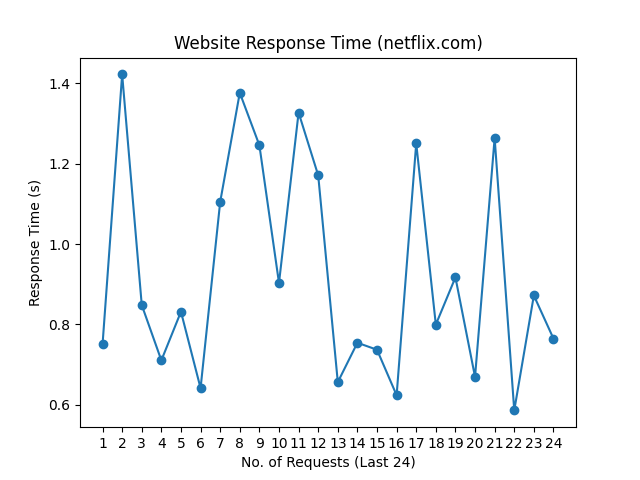 Website Response Time (netflix.com)
Response Time (s)
1.4
1.2
1.0
0.8
0.6
1 2 3 4 5 6 7 8 9 10 11 12 13 14 15 16 17 18 19 20 21 22 23 24
No. of Requests (Last 24)